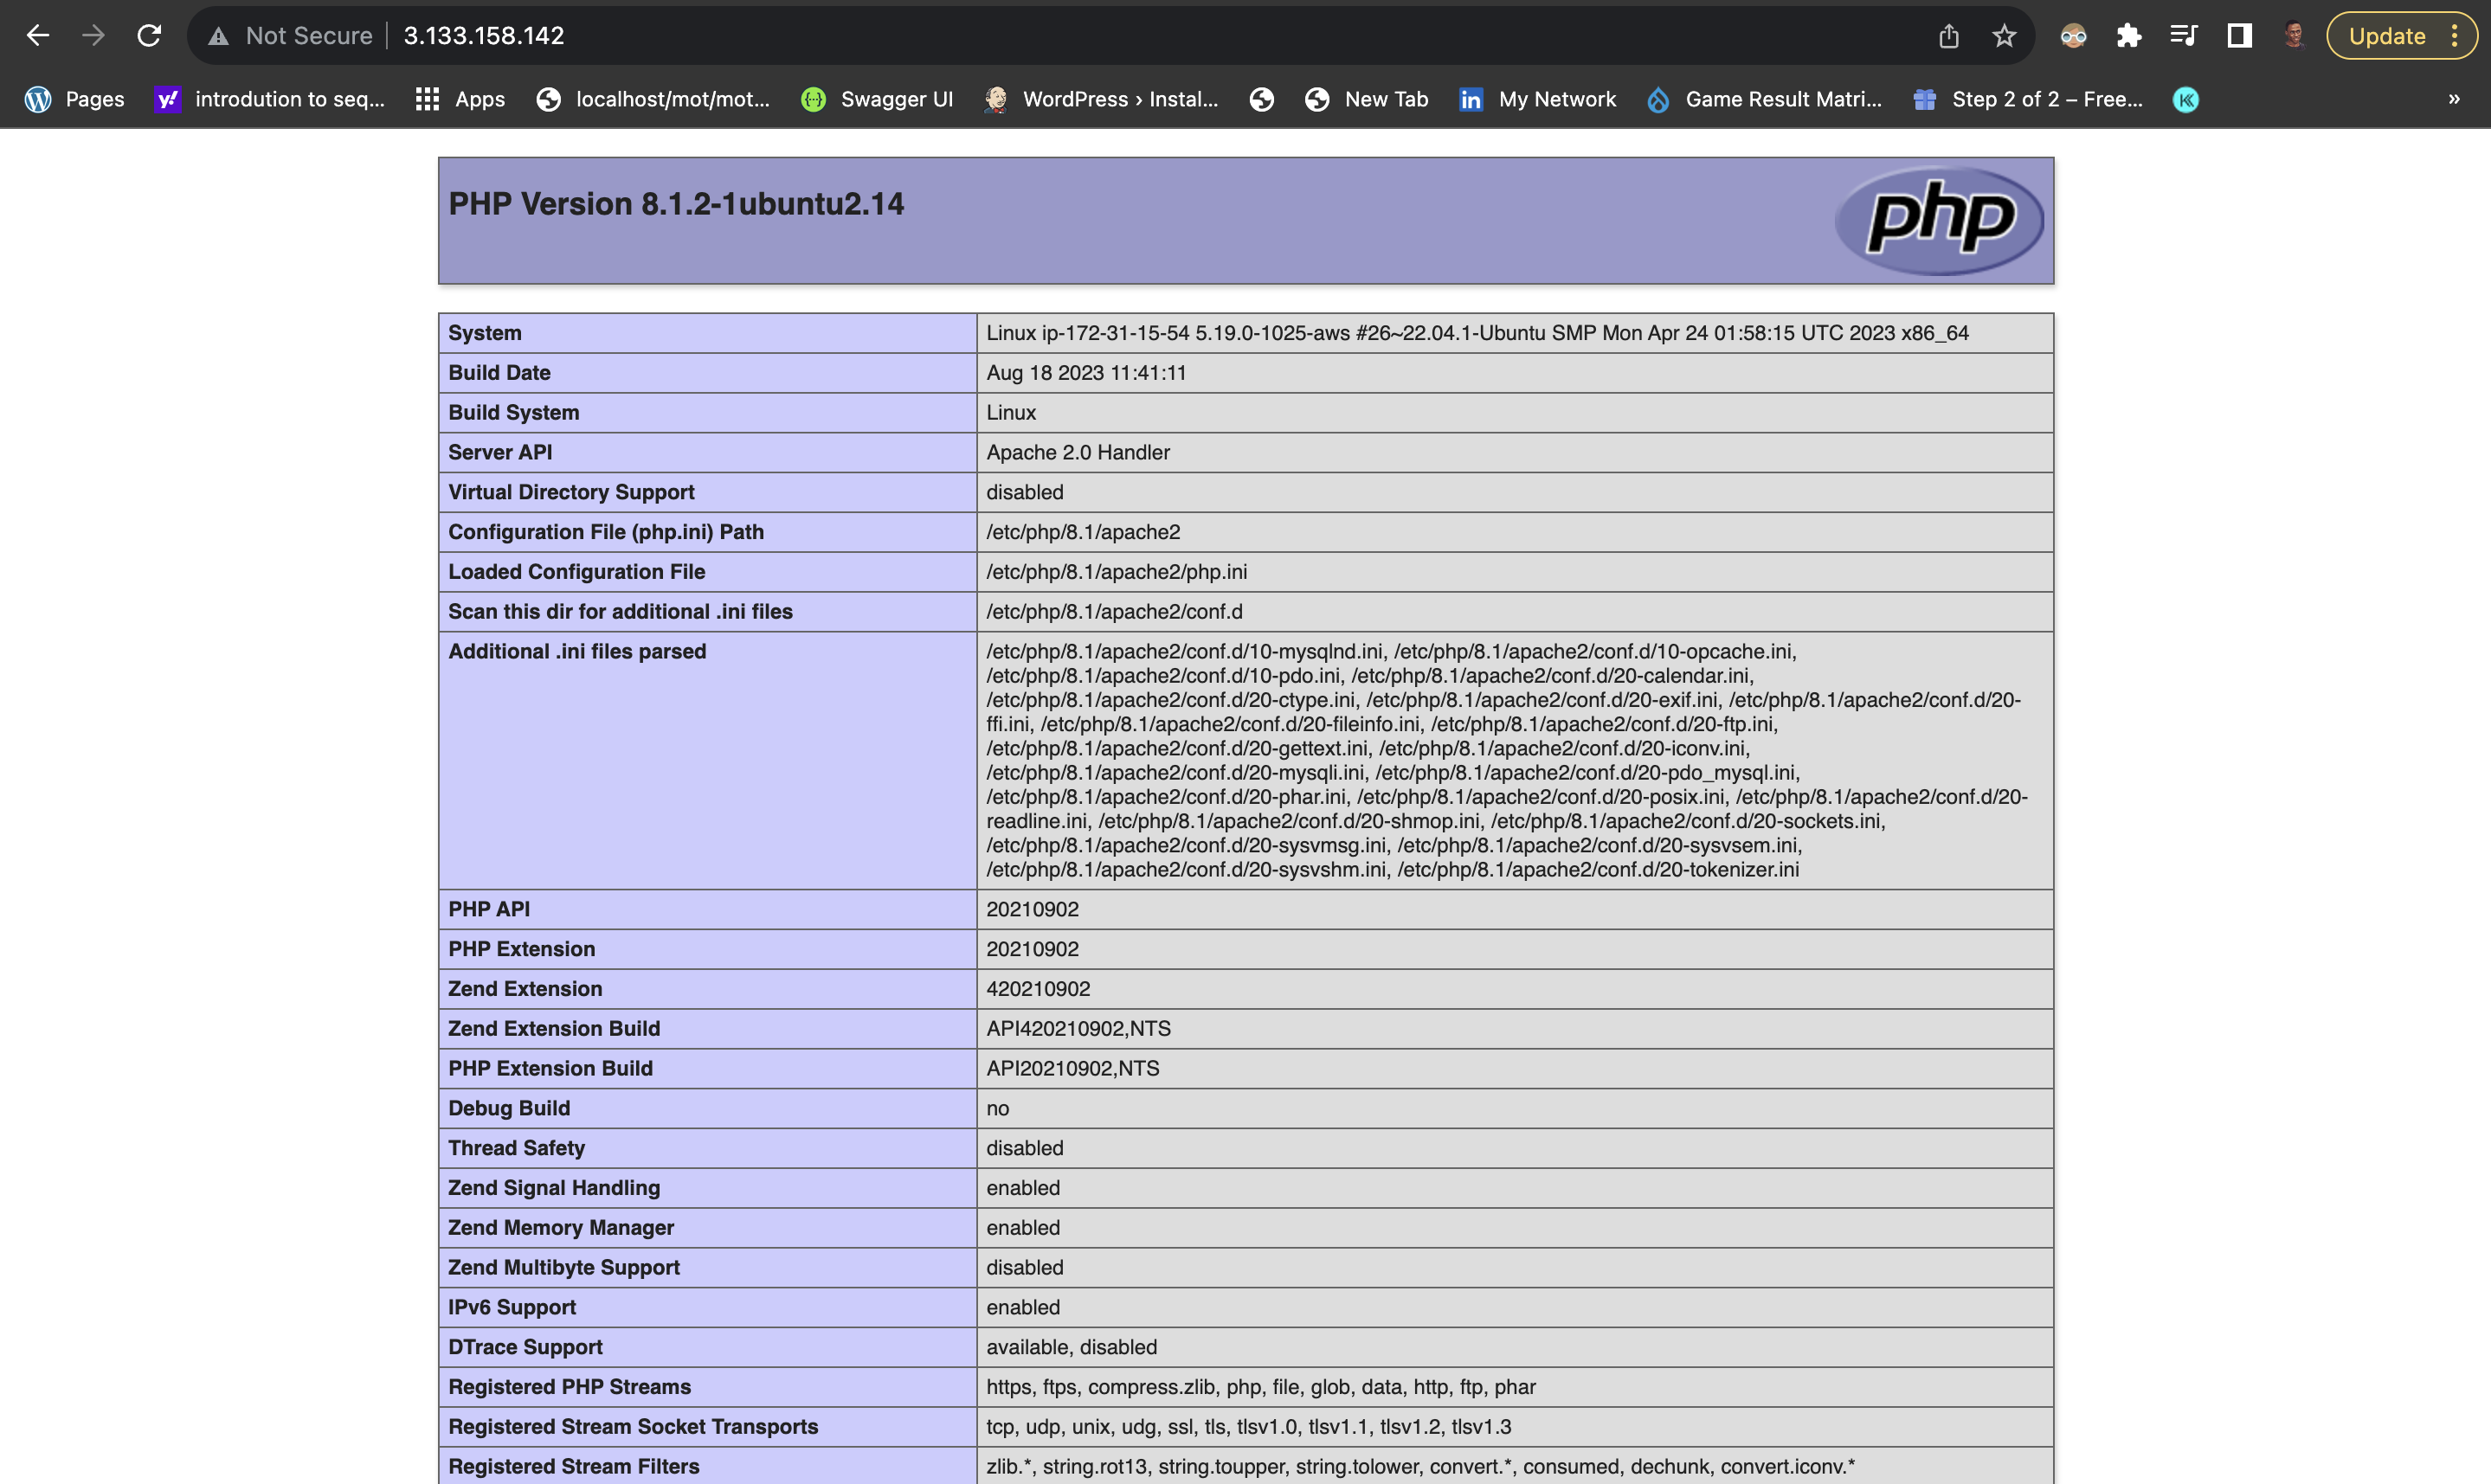 Not Secure 3.133.158.142 Update
Pages introdution to seq... Apps localhost/mot/mot... Swagger UI WordPress › Instal... New Tab My Network Game Result Matri... Step 2 of 2 – Free... »
PHP Version 8.1.2-1ubuntu2.14 php
System Linux ip-172-31-15-54 5.19.0-1025-aws #26~22.04.1-Ubuntu SMP Mon Apr 24 01:58:15 UTC 2023 x86_64
Build Date Aug 18 2023 11:41:11
Build System Linux
Server API Apache 2.0 Handler
Virtual Directory Support disabled
Configuration File (php.ini) Path /etc/php/8.1/apache2
Loaded Configuration File /etc/php/8.1/apache2/php.ini
Scan this dir for additional .ini files /etc/php/8.1/apache2/conf.d
Additional .ini files parsed /etc/php/8.1/apache2/conf.d/10-mysqlnd.ini, /etc/php/8.1/apache2/conf.d/10-opcache.ini,
/etc/php/8.1/apache2/conf.d/10-pdo.ini, /etc/php/8.1/apache2/conf.d/20-calendar.ini,
/etc/php/8.1/apache2/conf.d/20-ctype.ini, /etc/php/8.1/apache2/conf.d/20-exif.ini, /etc/php/8.1/apache2/conf.d/20-
ffi.ini, /etc/php/8.1/apache2/conf.d/20-fileinfo.ini, /etc/php/8.1/apache2/conf.d/20-ftp.ini,
/etc/php/8.1/apache2/conf.d/20-gettext.ini, /etc/php/8.1/apache2/conf.d/20-iconv.ini,
/etc/php/8.1/apache2/conf.d/20-mysqli.ini, /etc/php/8.1/apache2/conf.d/20-pdo_mysql.ini,
/etc/php/8.1/apache2/conf.d/20-phar.ini, /etc/php/8.1/apache2/conf.d/20-posix.ini, /etc/php/8.1/apache2/conf.d/20-
readline.ini, /etc/php/8.1/apache2/conf.d/20-shmop.ini, /etc/php/8.1/apache2/conf.d/20-sockets.ini,
/etc/php/8.1/apache2/conf.d/20-sysvmsg.ini, /etc/php/8.1/apache2/conf.d/20-sysvsem.ini,
/etc/php/8.1/apache2/conf.d/20-sysvshm.ini, /etc/php/8.1/apache2/conf.d/20-tokenizer.ini
PHP API 20210902
PHP Extension 20210902
Zend Extension 420210902
Zend Extension Build API420210902,NTS
PHP Extension Build API20210902,NTS
Debug Build no
Thread Safety disabled
Zend Signal Handling enabled
Zend Memory Manager enabled
Zend Multibyte Support disabled
IPv6 Support enabled
DTrace Support available, disabled
Registered PHP Streams https, ftps, compress.zlib, php, file, glob, data, http, ftp, phar
Registered Stream Socket Transports tcp, udp, unix, udg, ssl, tls, tlsv1.0, tlsv1.1, tlsv1.2, tlsv1.3
Registered Stream Filters zlib.*, string.rot13, string.toupper, string.tolower, convert.*, consumed, dechunk, convert.iconv.*